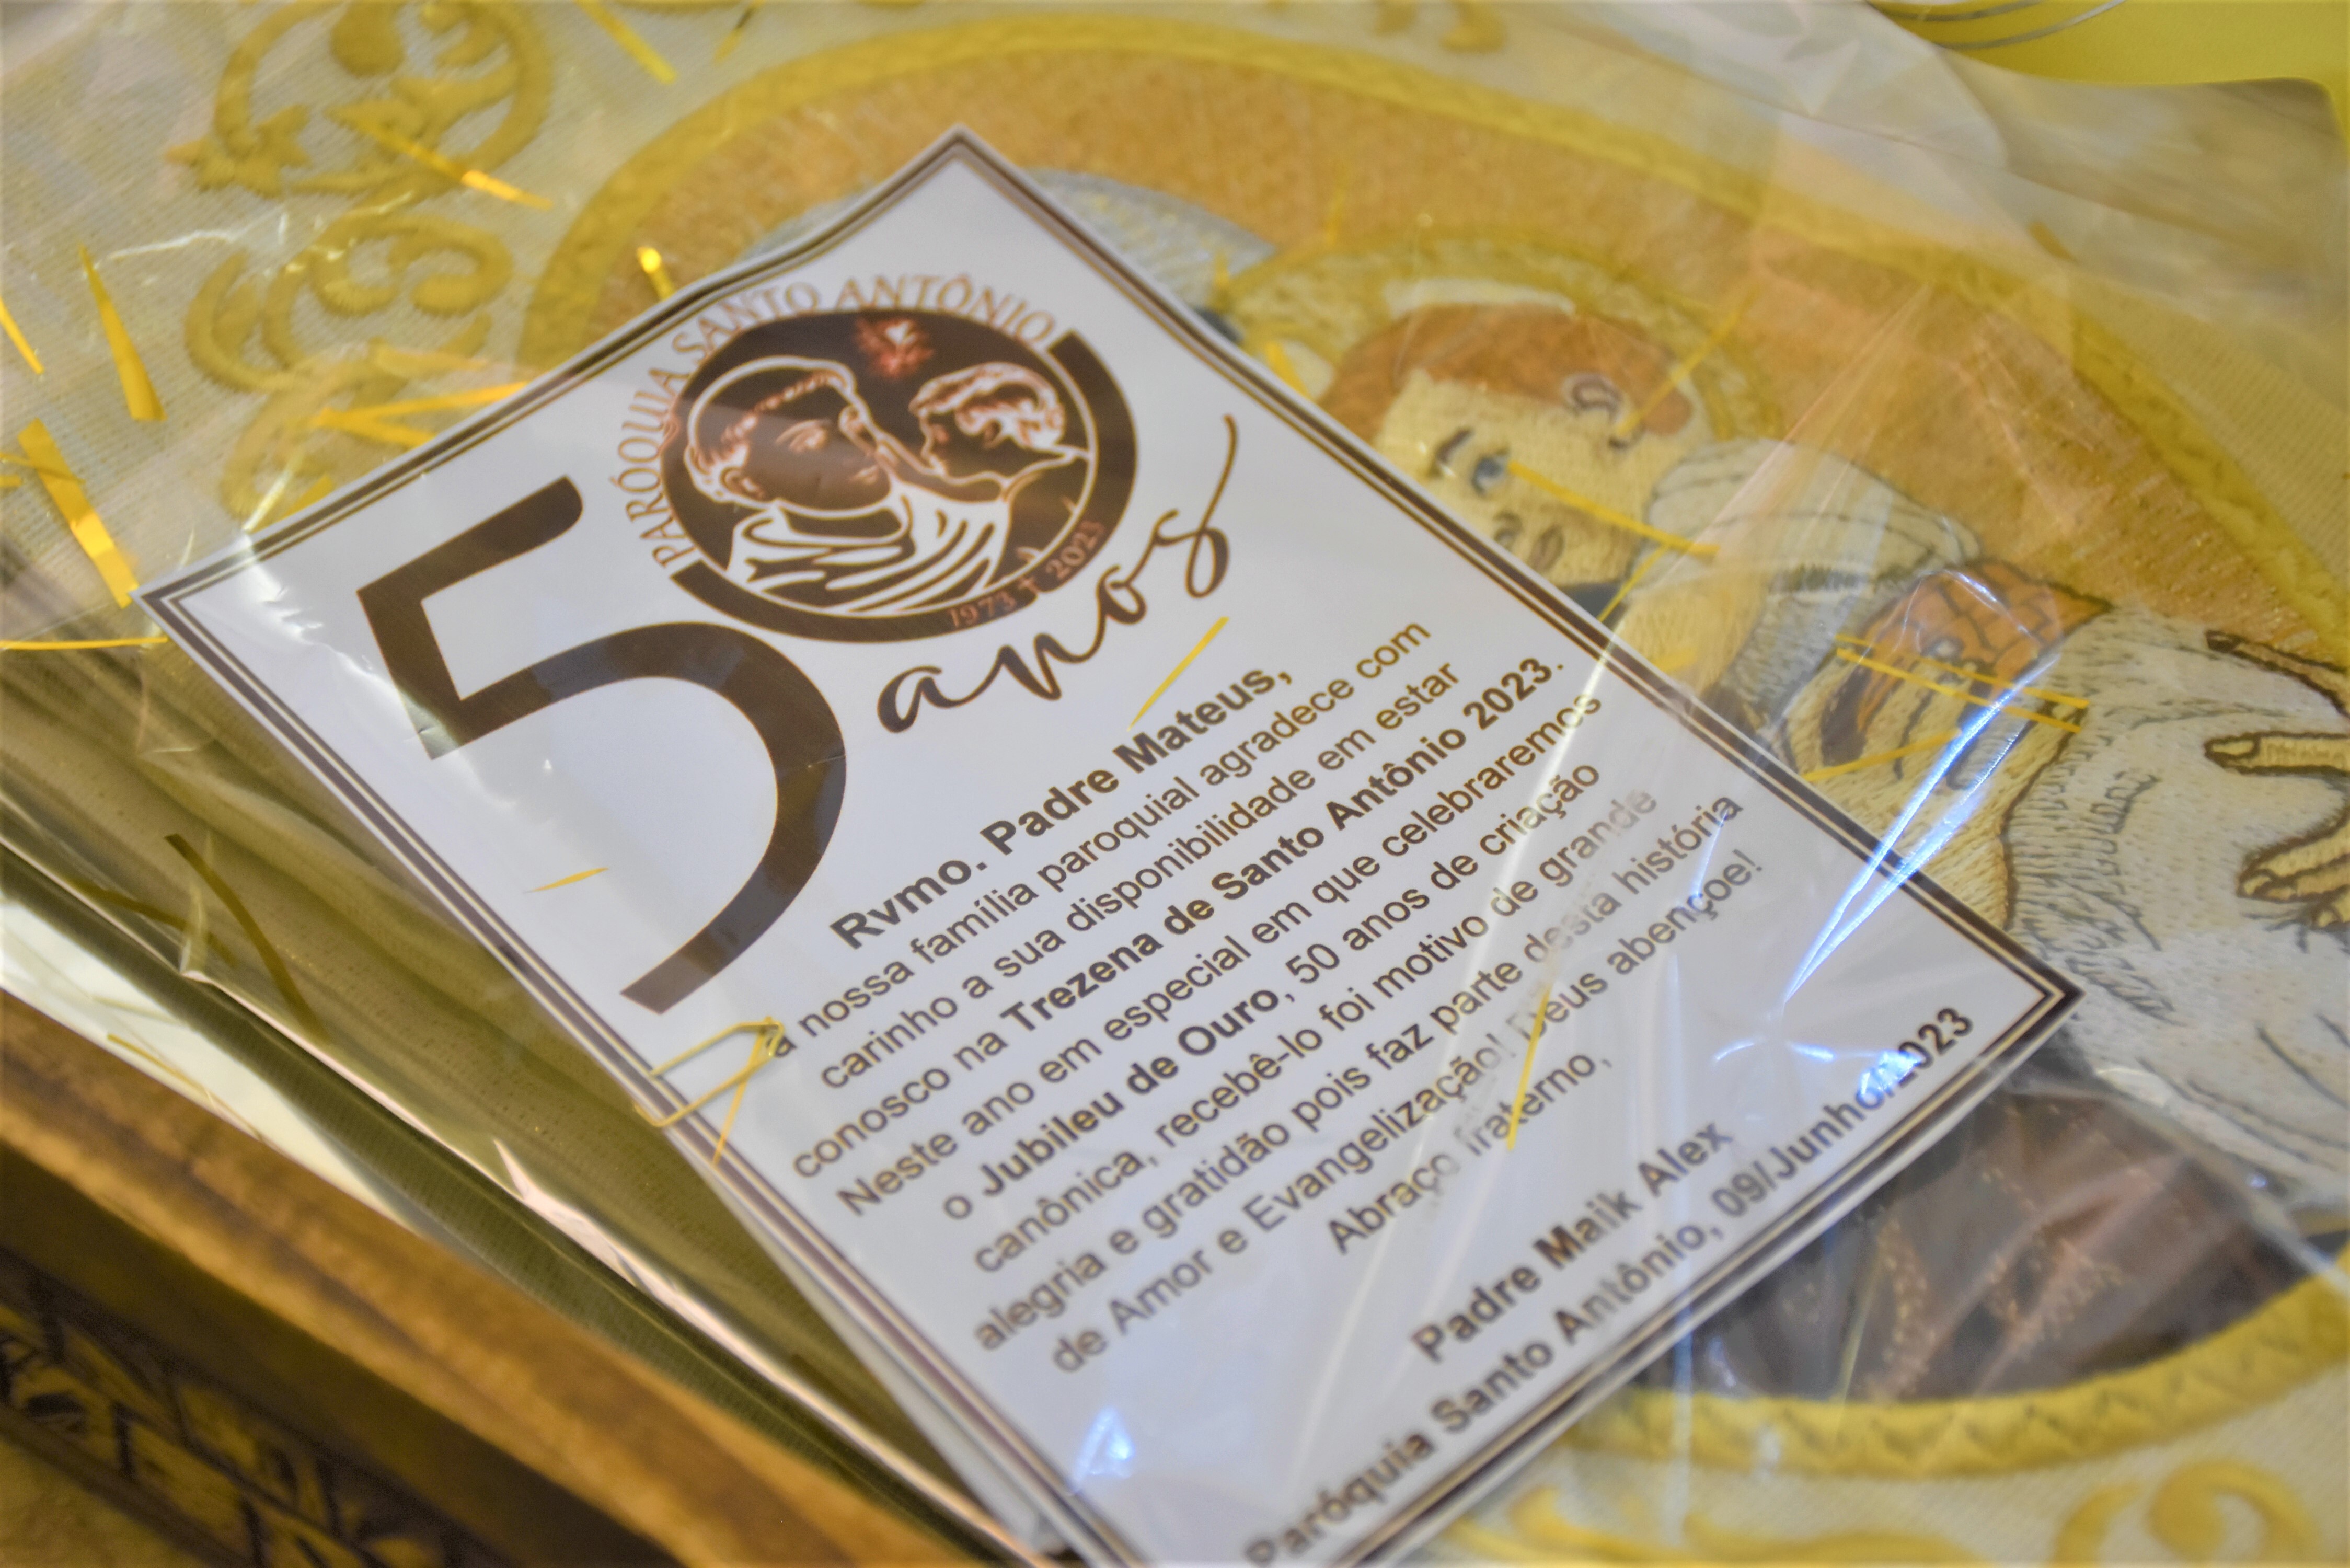 PARÓQUIA SANTO ANTÔNIO
1973 † 2023
50
anos
Rvmo. Padre Mateus,
a nossa família paroquial agradece com
carinho a sua disponibilidade em estar
conosco na Trezena de Santo Antônio 2023.
Neste ano em especial em que celebraremos
o Jubileu de Ouro, 50 anos de criação
canônica, recebê-lo foi motivo de grande
alegria e gratidão pois faz parte desta história
de Amor e Evangelização! Deus abençoe!
Abraço fraterno,
Padre Maik Alex
Paróquia Santo Antônio, 09/Junho/2023